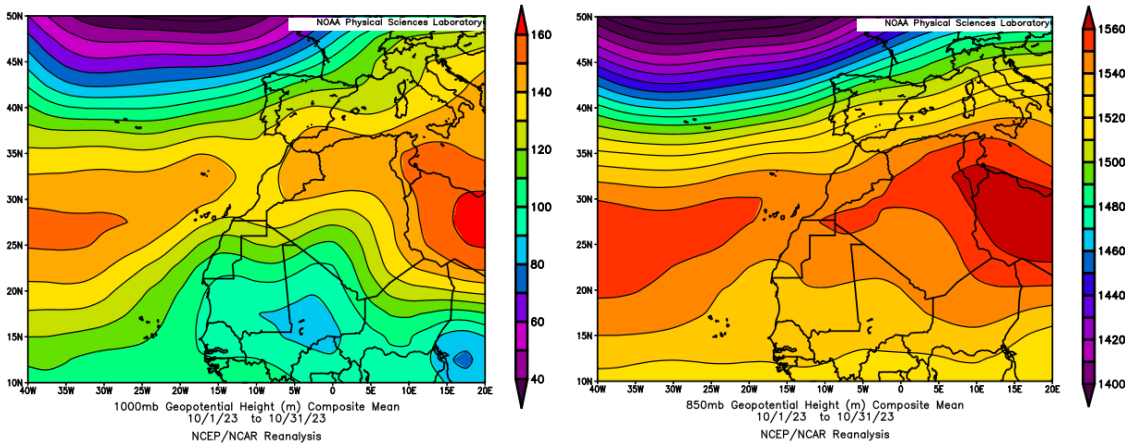 NOAA Physical Sciences Laboratory
50N
45N
40N
35N
30N
25N
20N
15N
10N
40W 35W 30W 25W 20W 15W 10W 5W 0 5E 10E 15E 20E
160
140
120
100
80
60
40
1000mb Geopotential Height (m) Composite Mean
10/1/23 to 10/31/23
NCEP/NCAR Reanalysis
NOAA Physical Sciences Laboratory
50N
45N
40N
35N
30N
25N
20N
15N
10N
40W 35W 30W 25W 20W 15W 10W 5W 0 5E 10E 15E 20E
1560
1540
1520
1500
1480
1460
1440
1420
1400
850mb Geopotential Height (m) Composite Mean
10/1/23 to 10/31/23
NCEP/NCAR Reanalysis